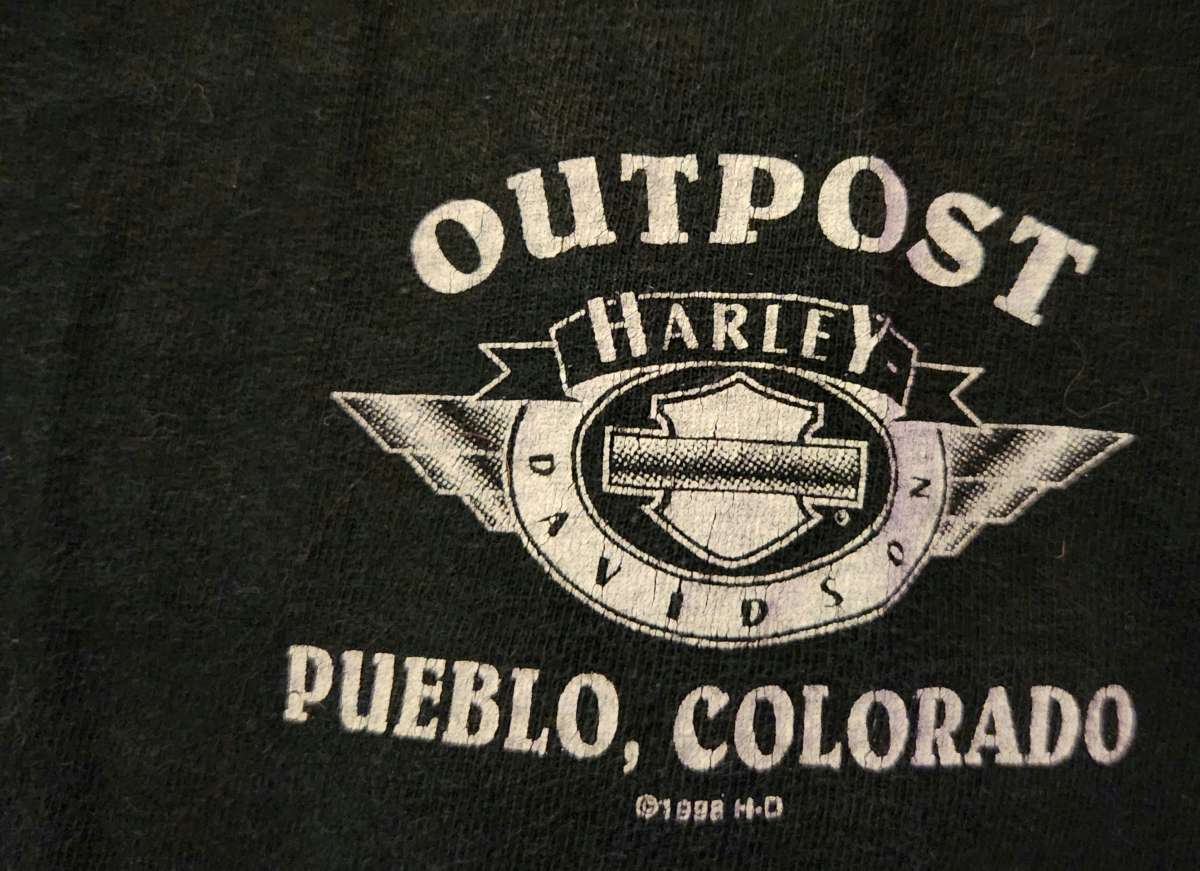 OUTPOST
HARLEY-
DAVIDSON
PUEBLO, COLORADO
©1998 H-D